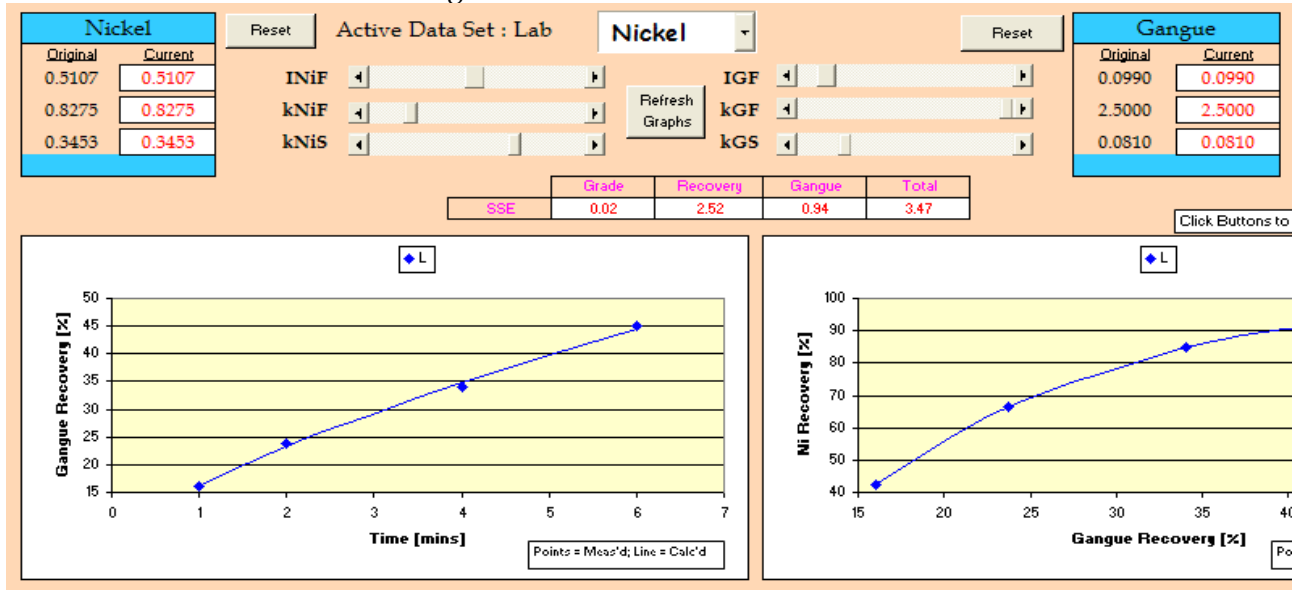 Nickel
Original Current
0.5107 0.5107
0.8275 0.8275
0.3453 0.3453
Reset
Active Data Set : Lab
Nickel
Reset
INiF
kNiF
kNiS
Refresh
Graphs
IGF
kGF
kGS
Gangue
Original Current
0.0990 0.0990
2.5000 2.5000
0.0810 0.0810
Grade Recovery Gangue Total
SSE 0.02 2.52 0.94 3.47
Click Buttons to
L
50
45
40
35
30
25
20
15
Gangue Recovery [%]
0 1 2 3 4 5 6 7
Time [mins]
Points = Meas'd; Line = Calc'd
L
100
90
80
70
60
50
40
Ni Recovery [%]
15 20 25 30 35 40
Gangue Recovery [%]
Po